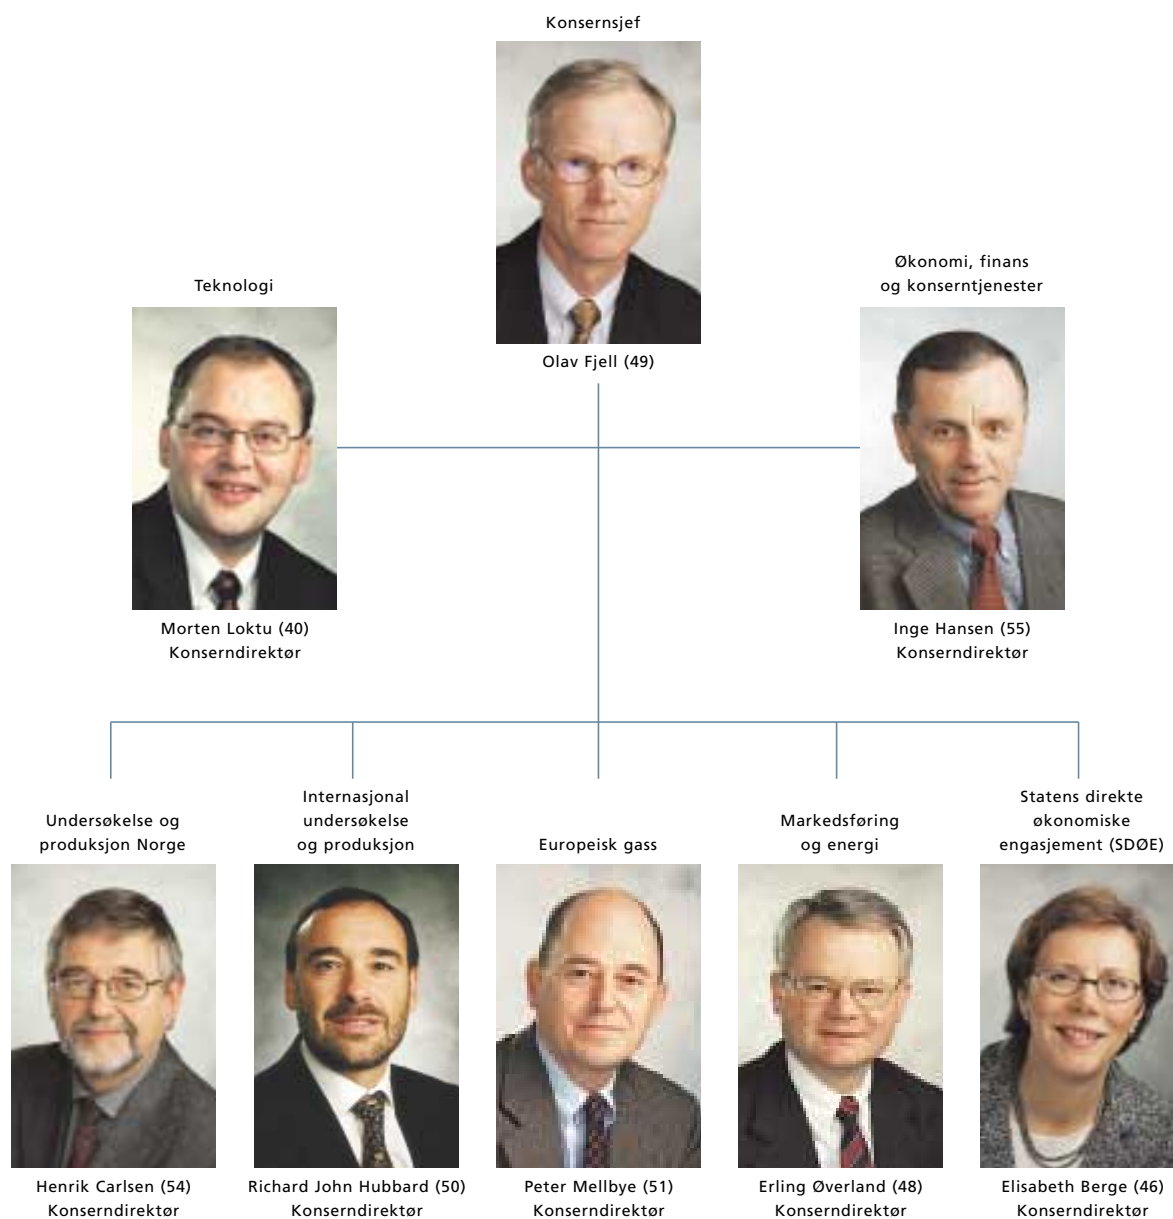 Konsernsjef
Olav Fjell (49)
Teknologi
Morten Loktu (40)
Konserndirektør
Økonomi, finans
og konserntjenester
Inge Hansen (55)
Konserndirektør
Undersøkelse og
produksjon Norge
Henrik Carlsen (54)
Konserndirektør
Internasjonal
undersøkelse
og produksjon
Richard John Hubbard (50)
Konserndirektør
Europeisk gass
Peter Mellbye (51)
Konserndirektør
Markedsføring
og energi
Erling Øverland (48)
Konserndirektør
Statens direkte
økonomiske
engasjement (SDØE)
Elisabeth Berge (46)
Konserndirektør